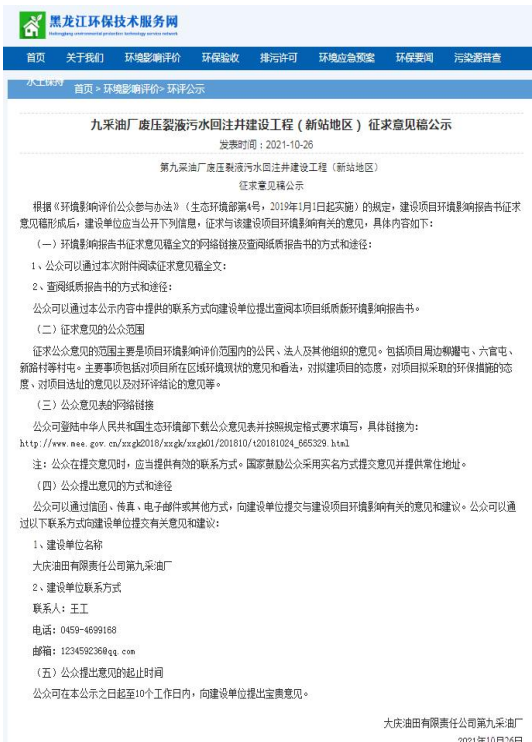 黑龙江环保技术服务网
Heilongjiang environmental protection technology service network
首页 关于我们 环境影响评价 环保验收 排污许可 环境应急预案 环保要闻 污染源普查
水土保持
首页 > 环境影响评价> 环评公示
九采油厂废压裂液污水回注井建设工程（新站地区） 征求意见稿公示
发表时间：2021-10-26
第九采油厂废压裂液污水回注井建设工程（新站地区）
征求意见稿公示
根据《环境影响评价公众参与办法》（生态环境部第4号，2019年1月1日起实施）的规定，建设项目环境影响报告书征求
意见稿形成后，建设单位应当公开下列信息，征求与该建设项目环境影响有关的意见，具体内容如下：
（一）环境影响报告书征求意见稿全文的网络链接及查阅纸质报告书的方式和途径：
1、公众可以通过本次附件阅读征求意见稿全文：
2、查阅纸质报告书的方式和途径：
公众可以通过本公示内容中提供的联系方式向建设单位提出查阅本项目纸质版环境影响报告书。
（二）征求意见的公众范围
征求公众意见的范围主要是项目环境影响评价范围内的公民、法人及其他组织的意见。包括项目周边柳灌屯、六官屯、
新路村等村屯。主要事项包括对项目所在区域环境现状的意见和看法，对拟建项目的态度，对项目拟采取的环保措施的态
度、对项目选址的意见以及对环评结论的意见等。
（三）公众意见表的网络链接
公众可登陆中华人民共和国生态环境部下载公众意见表并按照规定格式要求填写，具体链接为：
http://www.mee.gov.cn/xxgk2018/xxgk/xxgk01/201810/t20181024_665329.html
注：公众在提交意见时，应当提供有效的联系方式。国家鼓励公众采用实名方式提交意见并提供常住地址。
（四）公众提出意见的方式和途径
公众可以通过信函、传真、电子邮件或其他方式，向建设单位提交与建设项目环境影响有关的意见和建议。公众可以通
过以下联系方式向建设单位提交有关意见和建议：
1、建设单位名称
大庆油田有限责任公司第九采油厂
2、建设单位联系方式
联系人：王工
电话：0459-4699168
邮箱：123459236@qq.com
（五）公众提出意见的起止时间
公众可在本公示之日起至10个工作日内，向建设单位提出宝贵意见。
大庆油田有限责任公司第九采油厂
2021年10月26日